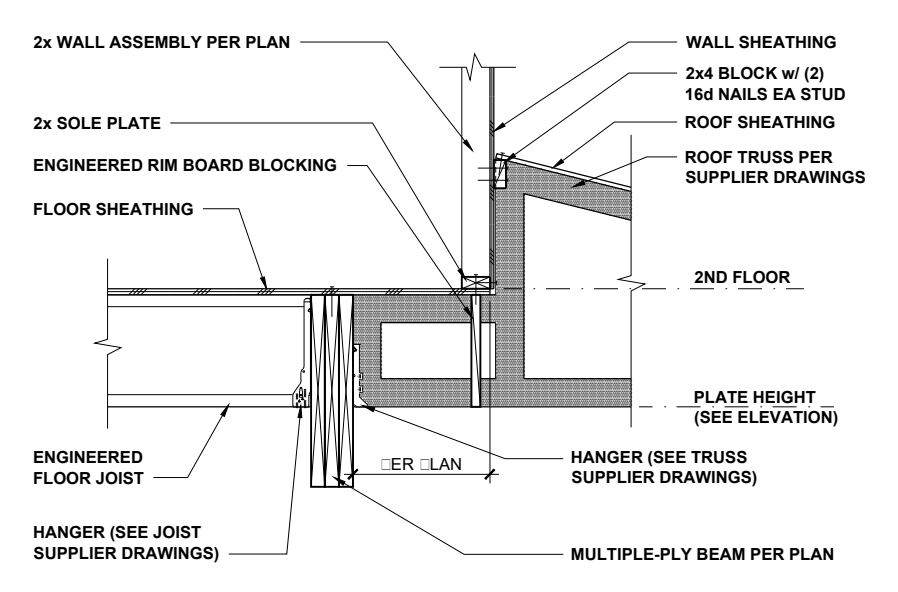 2x WALL ASSEMBLY PER PLAN
2x SOLE PLATE
ENGINEERED RIM BOARD BLOCKING
FLOOR SHEATHING
WALL SHEATHING
2x4 BLOCK w/ (2)
16d NAILS EA STUD
ROOF SHEATHING
ROOF TRUSS PER
SUPPLIER DRAWINGS
2ND FLOOR
PLATE HEIGHT
(SEE ELEVATION)
ENGINEERED
FLOOR JOIST
□ER □LAN
HANGER (SEE TRUSS
SUPPLIER DRAWINGS)
HANGER (SEE JOIST
SUPPLIER DRAWINGS)
MULTIPLE-PLY BEAM PER PLAN